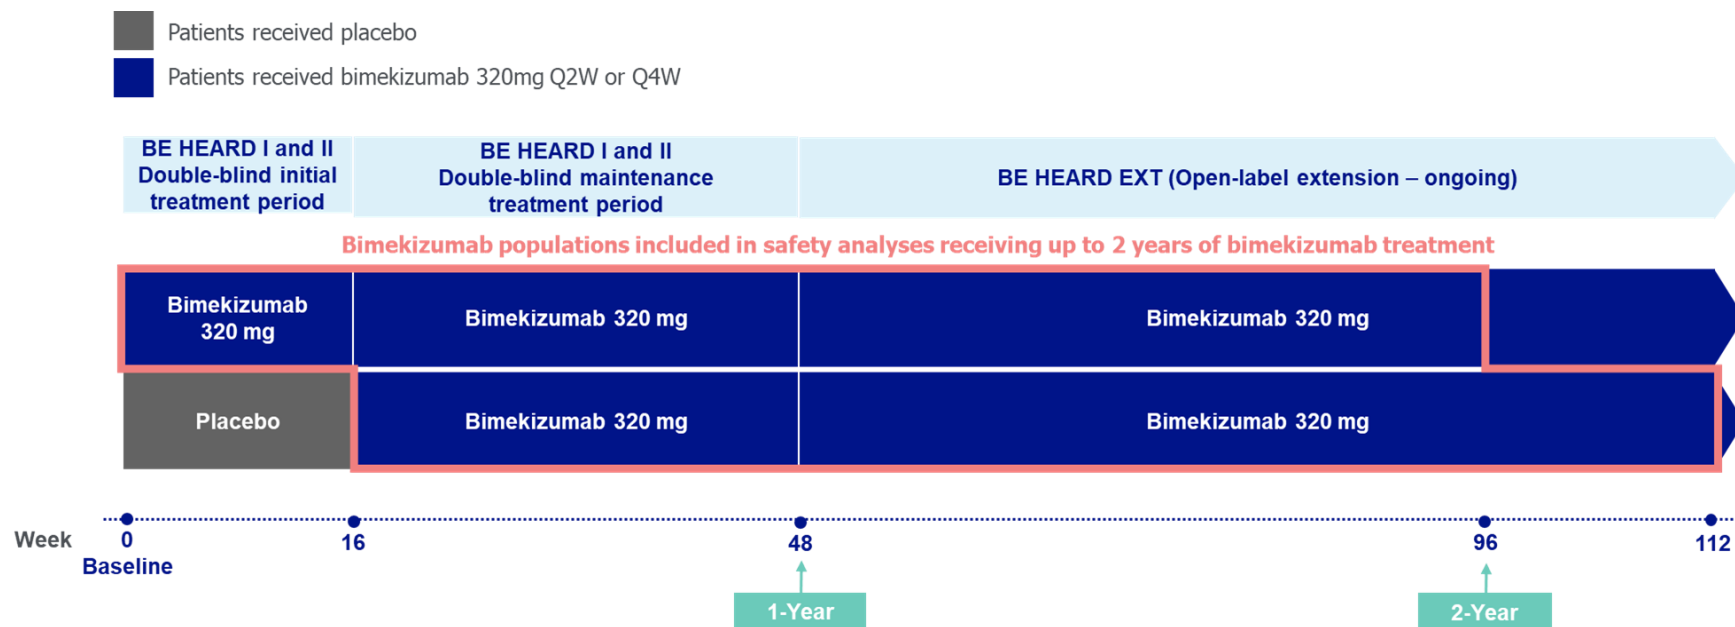 Patients received placebo
Patients received bimekizumab 320mg Q2W or Q4W
BE HEARD I and II
Double-blind initial
treatment period
BE HEARD I and II
Double-blind maintenance
treatment period
BE HEARD EXT (Open-label extension – ongoing)
Bimekizumab populations included in safety analyses receiving up to 2 years of bimekizumab treatment
Bimekizumab
320 mg
Bimekizumab 320 mg
Bimekizumab 320 mg
Placebo
Bimekizumab 320 mg
Bimekizumab 320 mg
Week
0
Baseline
16
48
96
112
1-Year
2-Year